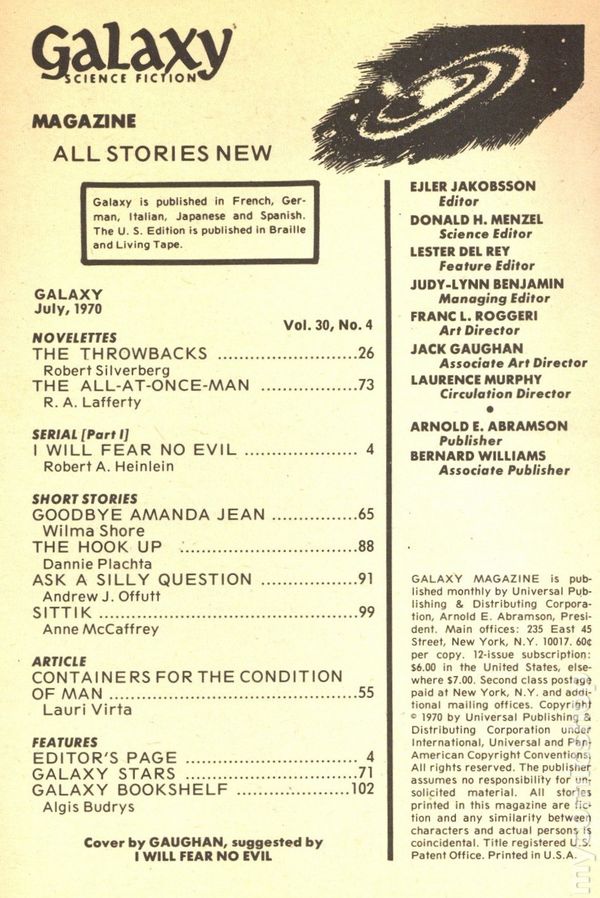 Galaxy
SCIENCE FICTION
MAGAZINE
ALL STORIES NEW
Galaxy is published in French, Ger-
man, Italian, Japanese and Spanish.
The U. S. Edition is published in Braille
and Living Tape.
GALAXY
July, 1970
Vol. 30, No. 4
NOVELETTES
THE THROWBACKS ....................26
Robert Silverberg
THE ALL-AT-ONCE-MAN ..............73
R. A. Lafferty
SERIAL [Part I]
I WILL FEAR NO EVIL ................ 4
Robert A. Heinlein
SHORT STORIES
GOODBYE AMANDA JEAN ............65
Wilma Shore
THE HOOK UP .........................88
Dannie Plachta
ASK A SILLY QUESTION ..............91
Andrew J. Offutt
SITTIK .....................................99
Anne McCaffrey
ARTICLE
CONTAINERS FOR THE CONDITION
OF MAN ...................................55
Lauri Virta
FEATURES
EDITOR'S PAGE ......................... 4
GALAXY STARS .........................71
GALAXY BOOKSHELF .................102
Algis Budrys
Cover by GAUGHAN, suggested by
I WILL FEAR NO EVIL
EJLER JAKOBSSON
Editor
DONALD H. MENZEL
Science Editor
LESTER DEL REY
Feature Editor
JUDY-LYNN BENJAMIN
Managing Editor
FRANC L. ROGGERI
Art Director
JACK GAUGHAN
Associate Art Director
LAURENCE MURPHY
Circulation Director
•
ARNOLD E. ABRAMSON
Publisher
BERNARD WILLIAMS
Associate Publisher
GALAXY MAGAZINE is pub-
lished monthly by Universal Pub-
lishing & Distributing Corpora-
tion, Arnold E. Abramson, Presi-
dent. Main offices: 235 East 45
Street, New York, N.Y. 10017. 60¢
per copy. 12-issue subscription:
$6.00 in the United States, else-
where $7.00. Second class postage
paid at New York, N.Y. and addi-
tional mailing offices. Copyright
© 1970 by Universal Publishing &
Distributing Corporation under
International, Universal and Pan
American Copyright Conventions.
All rights reserved. The publisher
assumes no responsibility for un-
solicited material. All stories
printed in this magazine are fic-
tion and any similarity between
characters and actual persons is
coincidental. Title registered U.S.
Patent Office. Printed in U.S.A.